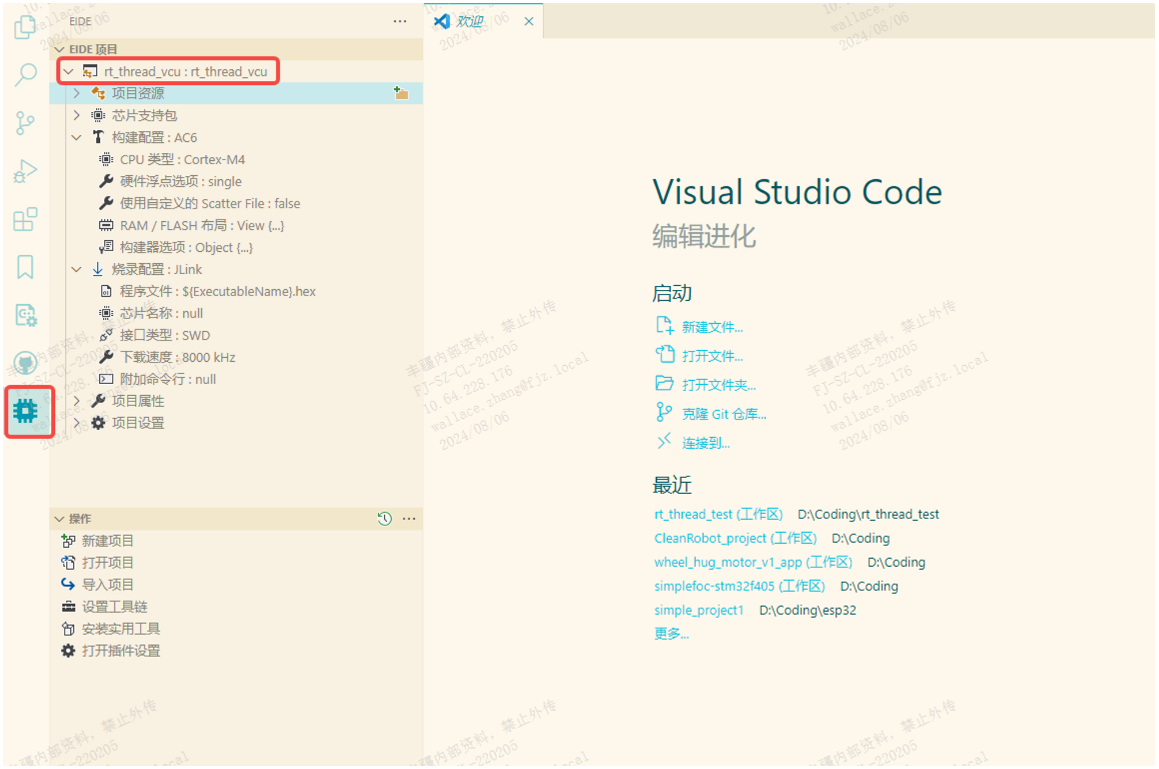 EIDE
欢迎
EIDE 项目
rt_thread_vcu : rt_thread_vcu
项目资源
芯片支持包
构建配置 : AC6
CPU 类型 : Cortex-M4
硬件浮点选项 : single
使用自定义的 Scatter File : false
RAM / FLASH 布局 : View {...}
构建器选项 : Object {...}
烧录配置 : JLink
程序文件 : ${ExecutableName}.hex
芯片名称 : null
接口类型 : SWD
下载速度 : 8000 kHz
附加命令行 : null
项目属性
项目设置
操作
新建项目
打开项目
导入项目
设置工具链
安装实用工具
打开插件设置
Visual Studio Code
编辑进化
启动
新建文件...
打开文件...
打开文件夹...
克隆 Git 仓库...
连接到...
最近
rt_thread_test (工作区) D:\Coding\rt_thread_test
CleanRobot_project (工作区) D:\Coding
wheel_hug_motor_v1_app (工作区) D:\Coding
simplefoc-stm32f405 (工作区) D:\Coding
simple_project1 D:\Coding\esp32
更多...
丰疆内部资料，禁止外传
FJ-SZ-CL-220205
10.64.228.176
wallace.zhang@fjz.local
2024/08/06